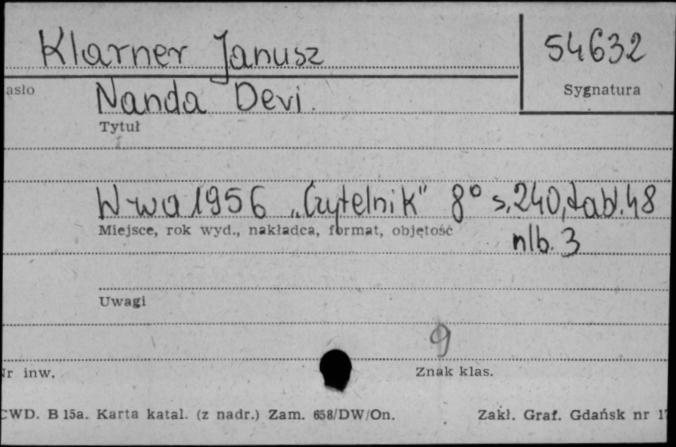 Klarner Janusz 54632
asło Sygnatura
Nanda Devi.
Tytuł
W-wa 1956 „Czytelnik" 8° s. 240, tabl. 48
Miejsce, rok wyd., nakładca, format, objętość
nlb. 3
Uwagi
9
Nr inw. Znak klas.
CWD. B 15a. Karta katal. (z nadr.) Zam. 658/DW/On. Zakł. Graf. Gdańsk nr 1